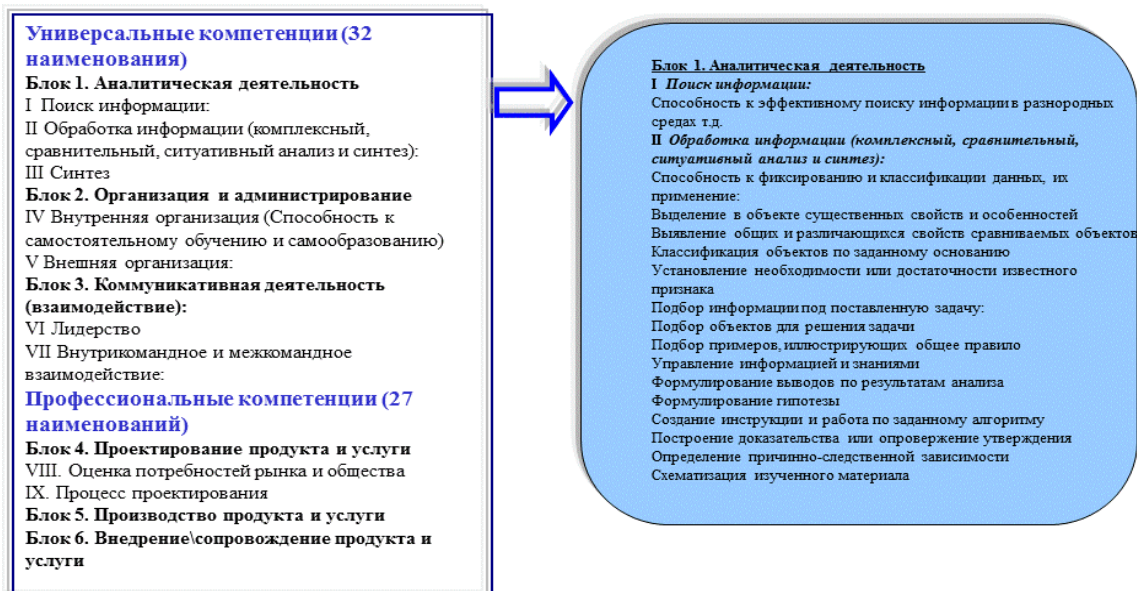 Универсальные компетенции (32
наименования)
Блок 1. Аналитическая деятельность
I Поиск информации:
II Обработка информации (комплексный,
сравнительный, ситуативный анализ и синтез):
III Синтез
Блок 2. Организация и администрирование
IV Внутренняя организация (Способность к
самостоятельному обучению и самообразованию)
V Внешняя организация:
Блок 3. Коммуникативная деятельность
(взаимодействие):
VI Лидерство
VII Внутрикомандное и межкомандное
взаимодействие:
Профессиональные компетенции (27
наименований)
Блок 4. Проектирование продукта и услуги
VIII. Оценка потребностей рынка и общества
IX. Процесс проектирования
Блок 5. Производство продукта и услуги
Блок 6. Внедрение\сопровождение продукта и
услуги
Блок 1. Аналитическая деятельность
I Поиск информации:
Способность к эффективному поиску информации в разнородных
средах т.д.
II Обработка информации (комплексный, сравнительный,
ситуативный анализ и синтез):
Способность к фиксированию и классификации данных, их
применение:
Выделение в объекте существенных свойств и особенностей
Выявление общих и различающихся свойств сравниваемых объектов
Классификация объектов по заданному основанию
Установление необходимости или достаточности известного
признака
Подбор информации под поставленную задачу:
Подбор объектов для решения задачи
Подбор примеров, иллюстрирующих общее правило
Управление информацией и знаниями
Формулирование выводов по результатам анализа
Формулирование гипотезы
Создание инструкции и работа по заданному алгоритму
Построение доказательства или опровержение утверждения
Определение причинно-следственной зависимости
Схематизация изученного материала